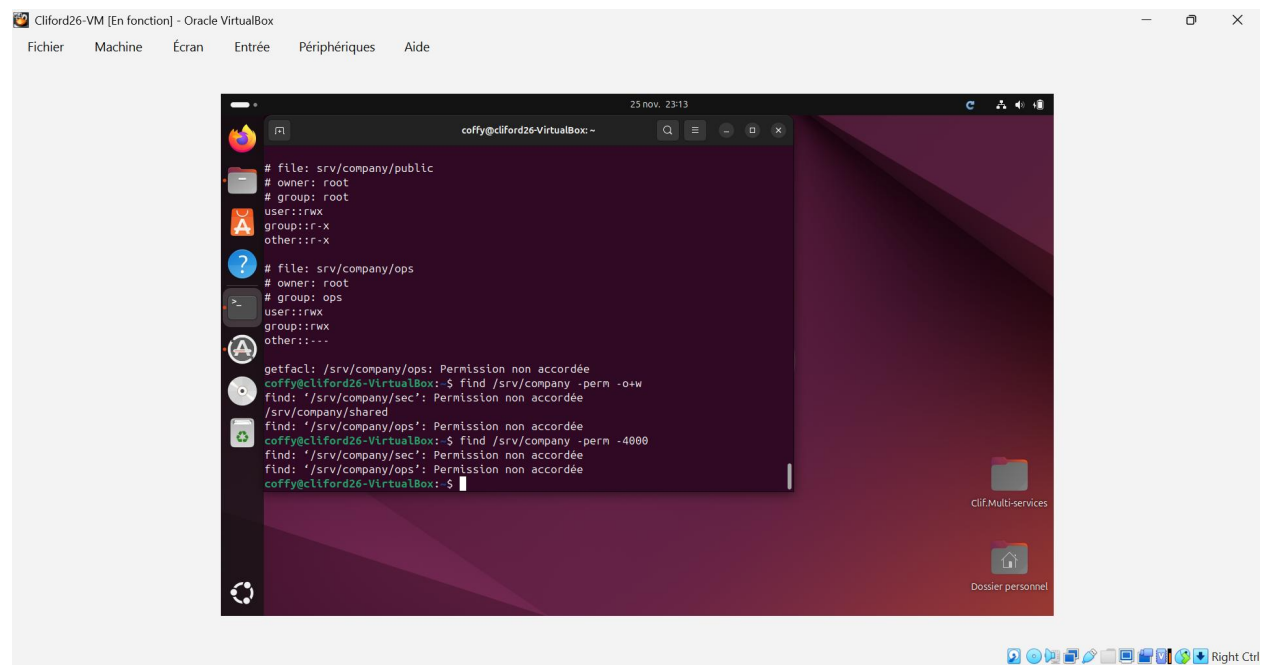 Cliford26-VM [En fonction] - Oracle VirtualBox
Fichier Machine Écran Entrée Périphériques Aide
25 nov. 23:13
coffy@cliford26-VirtualBox: ~
# file: srv/company/public
# owner: root
# group: root
user::rwx
group::r-x
other::r-x
# file: srv/company/ops
# owner: root
# group: ops
user::rwx
group::rwx
other::---
getfacl: /srv/company/ops: Permission non accordée
coffy@cliford26-VirtualBox:~$ find /srv/company -perm -o+w
find: ‘/srv/company/sec’: Permission non accordée
/srv/company/shared
find: ‘/srv/company/ops’: Permission non accordée
coffy@cliford26-VirtualBox:~$ find /srv/company -perm -4000
find: ‘/srv/company/sec’: Permission non accordée
find: ‘/srv/company/ops’: Permission non accordée
coffy@cliford26-VirtualBox:~$
Clif.Multi-services
Dossier personnel
Right Ctrl